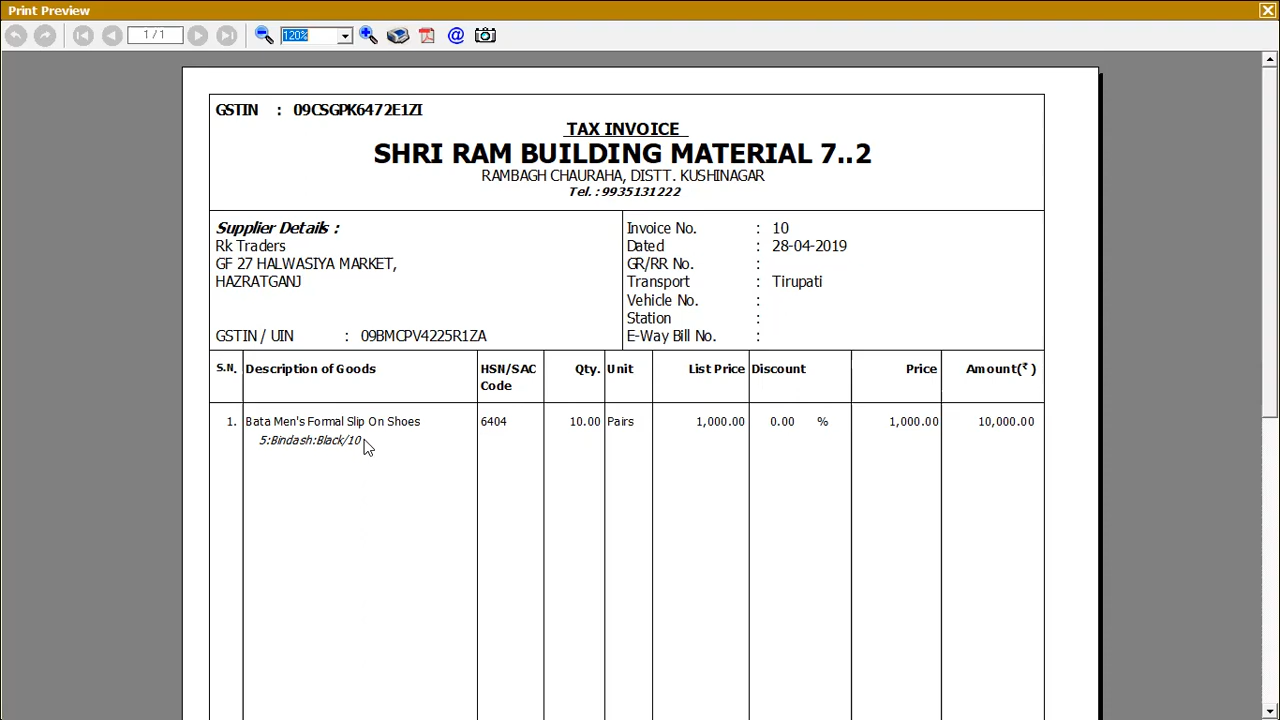 Print Preview
1 / 1
120%
GSTIN : 09CSGPK6472E1ZI
TAX INVOICE
SHRI RAM BUILDING MATERIAL 7..2
RAMBAGH CHAURAHA, DISTT. KUSHINAGAR
Tel. : 9935131222
Supplier Details :
Rk Traders
GF 27 HALWASIYA MARKET,
HAZRATGANJ
GSTIN / UIN : 09BMCPV4225R1ZA
Invoice No. : 10
Dated : 28-04-2019
GR/RR No. :
Transport : Tirupati
Vehicle No. :
Station :
E-Way Bill No. :
S.N. Description of Goods HSN/SAC Code Qty. Unit List Price Discount Price Amount(₹ )
1. Bata Men's Formal Slip On Shoes 6404 10.00 Pairs 1,000.00 0.00 % 1,000.00 10,000.00
5:Bindash:Black/10